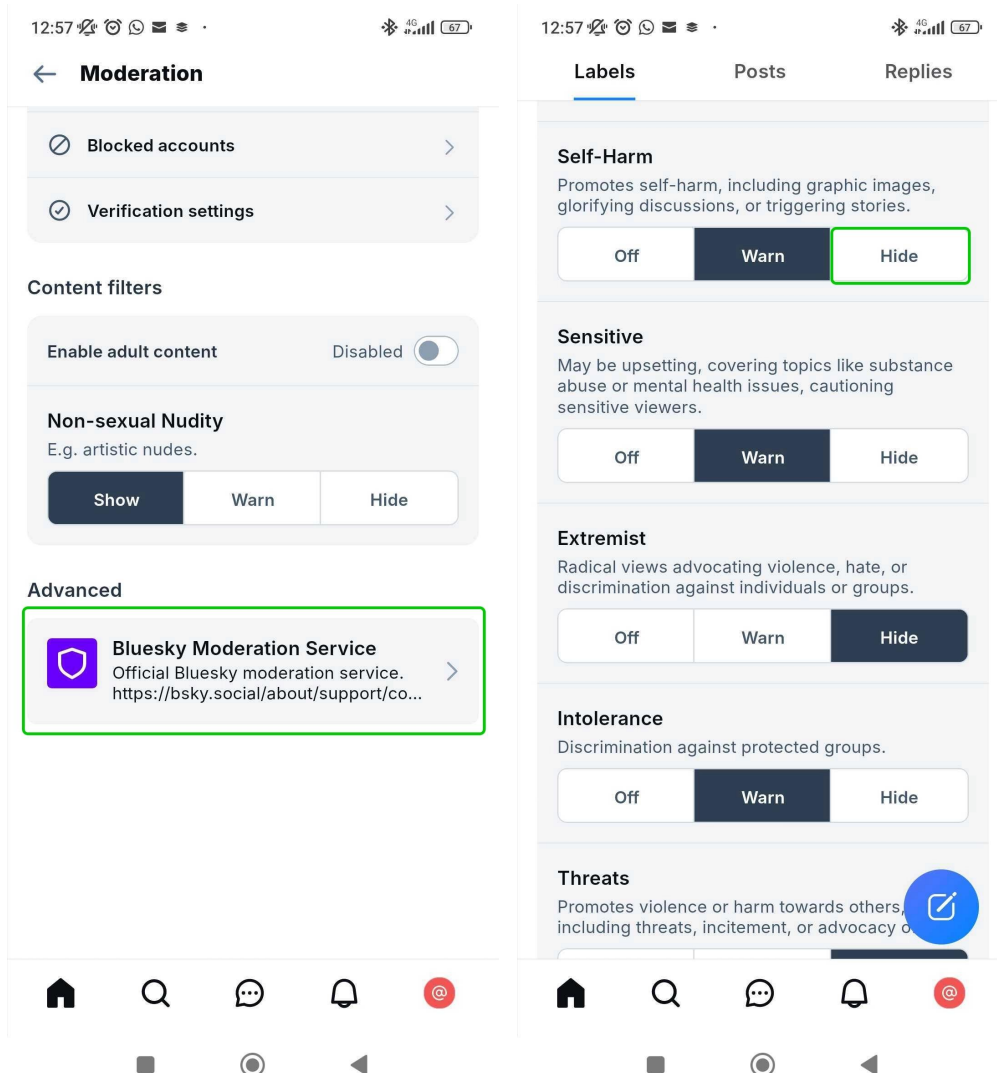 12:57
4G
67
Moderation
Blocked accounts
Verification settings
Content filters
Enable adult content
Disabled
Non-sexual Nudity
E.g. artistic nudes.
Show
Warn
Hide
Advanced
Bluesky Moderation Service
Official Bluesky moderation service.
https://bsky.social/about/support/co...
@
12:57
4G
67
Labels
Posts
Replies
Self-Harm
Promotes self-harm, including graphic images,
glorifying discussions, or triggering stories.
Off
Warn
Hide
Sensitive
May be upsetting, covering topics like substance
abuse or mental health issues, cautioning
sensitive viewers.
Off
Warn
Hide
Extremist
Radical views advocating violence, hate, or
discrimination against individuals or groups.
Off
Warn
Hide
Intolerance
Discrimination against protected groups.
Off
Warn
Hide
Threats
Promotes violence or harm towards others,
including threats, incitement, or advocacy
@